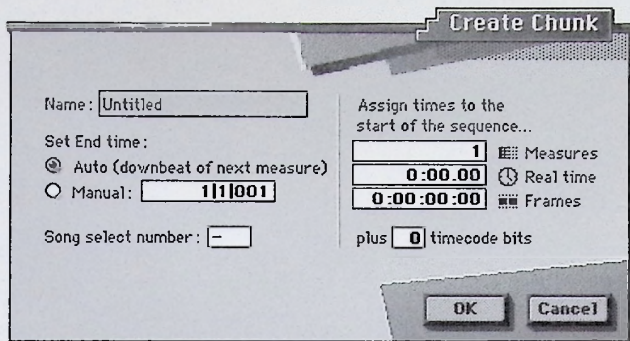 Create Chunk
Name: Untitled
Set End time:
Auto (downbeat of next measure)
Manual: 1|1|001
Song select number: -
Assign times to the
start of the sequence...
1 Measures
0:00.00 Real time
0:00:00:00 Frames
plus 0 timecode bits
OK Cancel